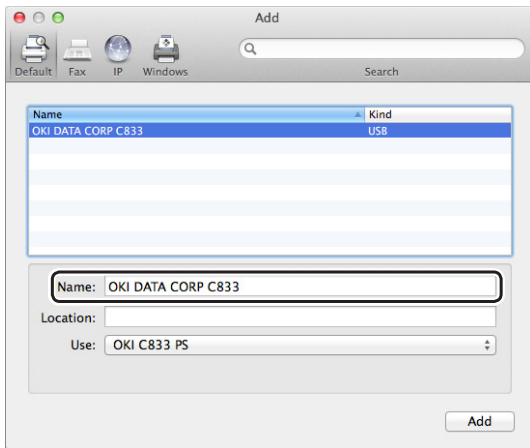 Add
Default Fax IP Windows Search
Name Kind
OKI DATA CORP C833 USB
Name: OKI DATA CORP C833
Location:
Use: OKI C833 PS
Add